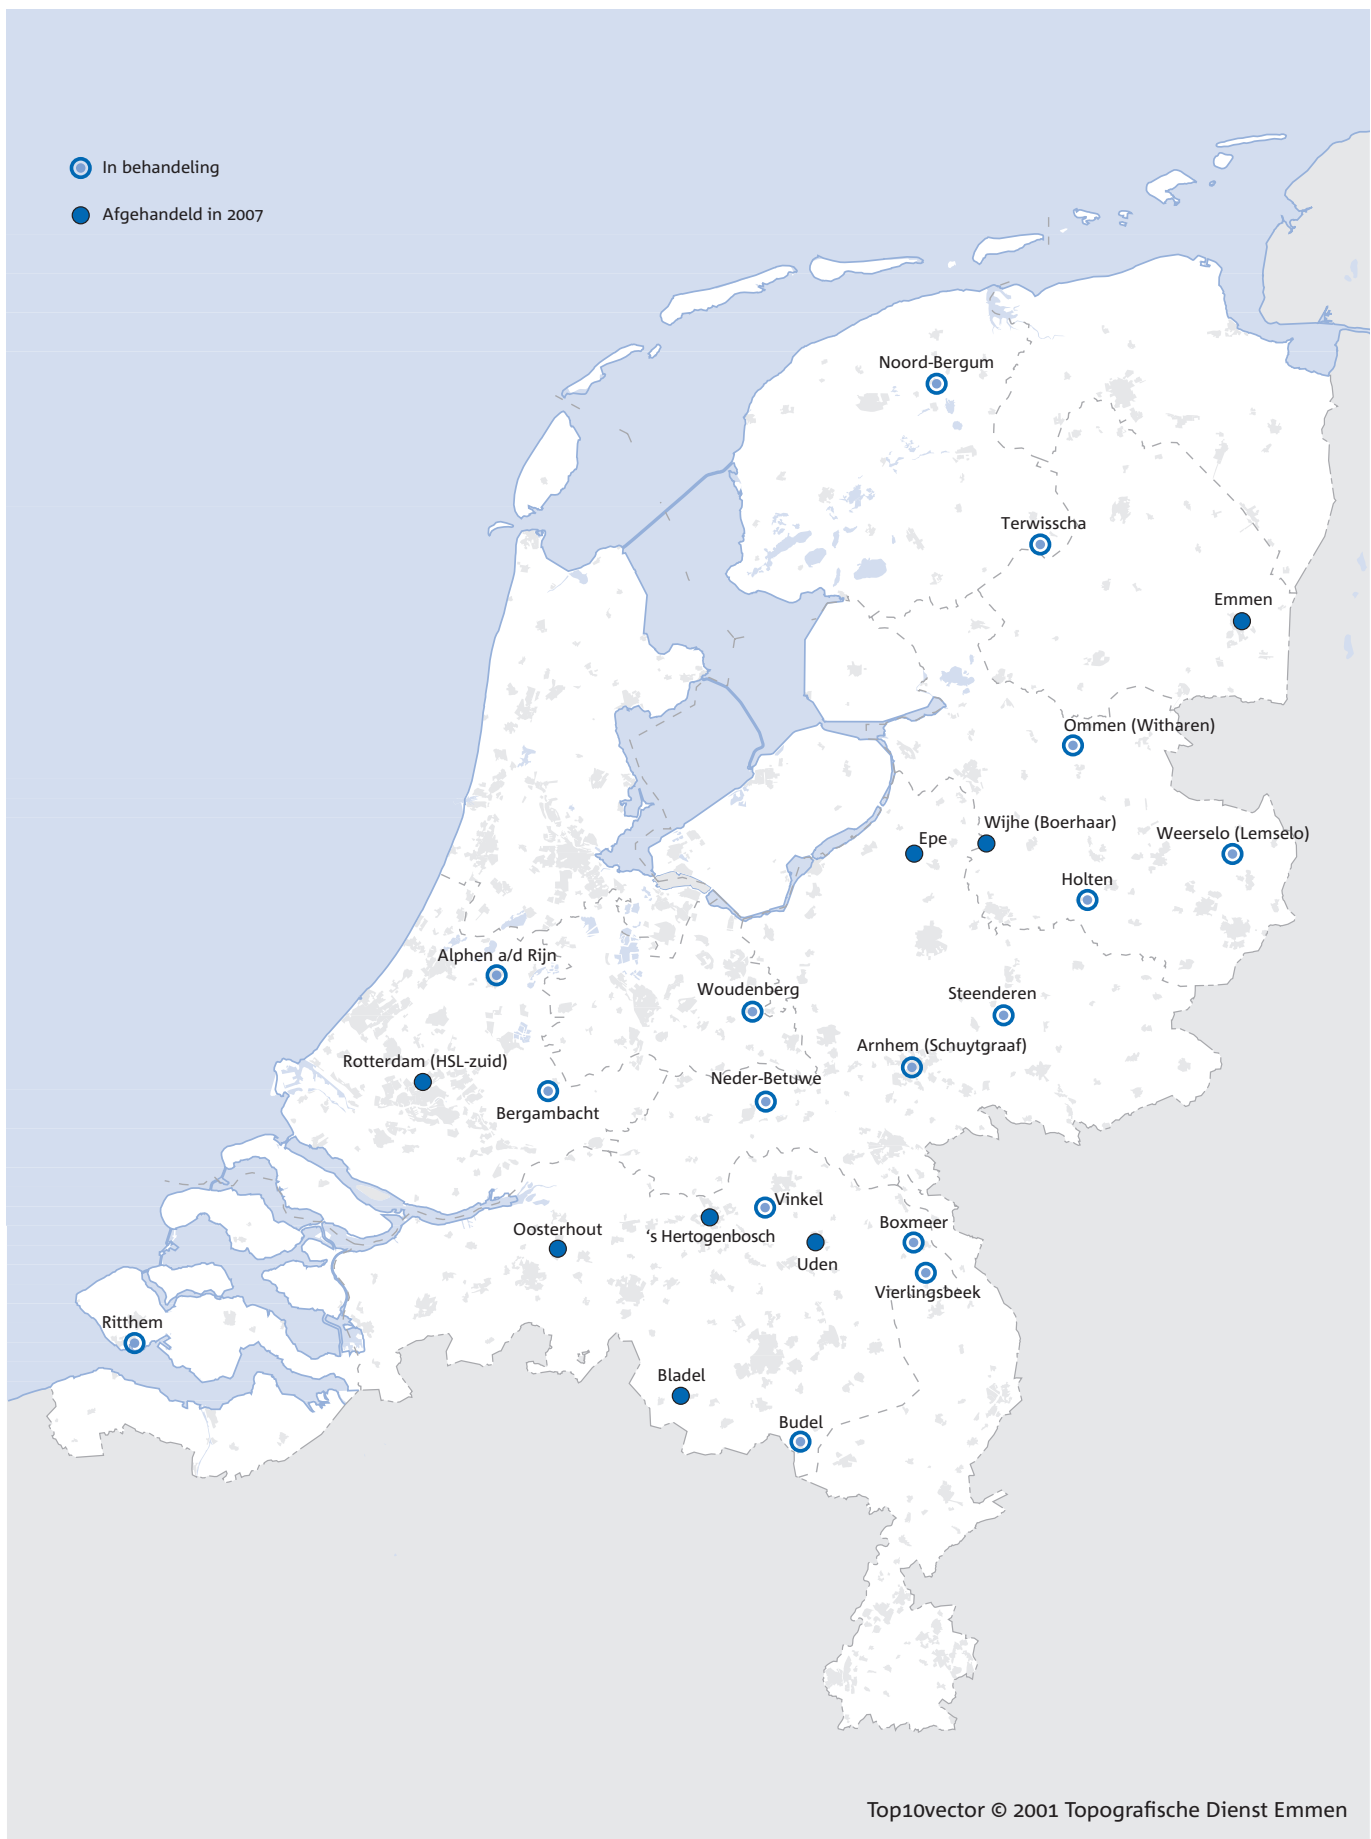 In behandeling
Afgehandeld in 2007
Noord-Bergum
Terwisscha
Emmen
Ommen (Witharen)
Wijhe (Boerhaar)
Epe
Weerselo (Lemselo)
Holten
Alphen a/d Rijn
Woudenberg
Steenderen
Arnhem (Schuytgraaf)
Rotterdam (HSL-zuid)
Neder-Betuwe
Bergambacht
Vinkel
Boxmeer
Oosterhout
‘s Hertogenbosch
Uden
Vierlingsbeek
Ritthem
Bladel
Budel
Top10vector © 2001 Topografische Dienst Emmen